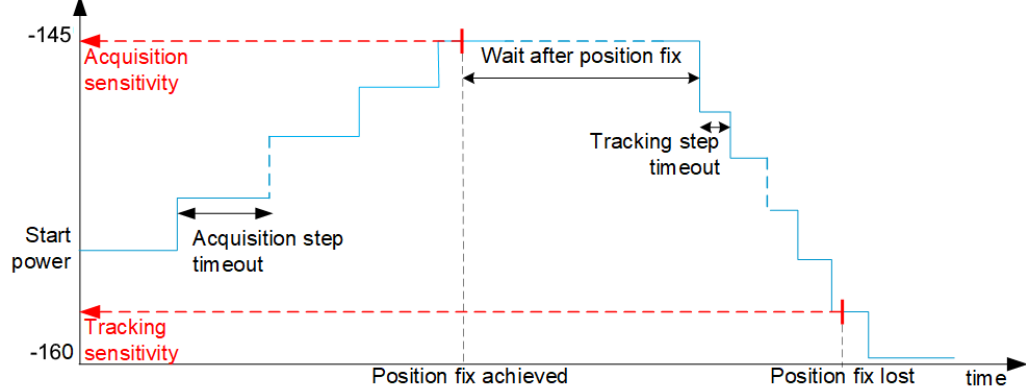 -145
Acquisition
sensitivity
Wait after position fix
Tracking step
timeout
Acquisition step
timeout
Start
power
Tracking
sensitivity
-160
Position fix achieved
Position fix lost
time